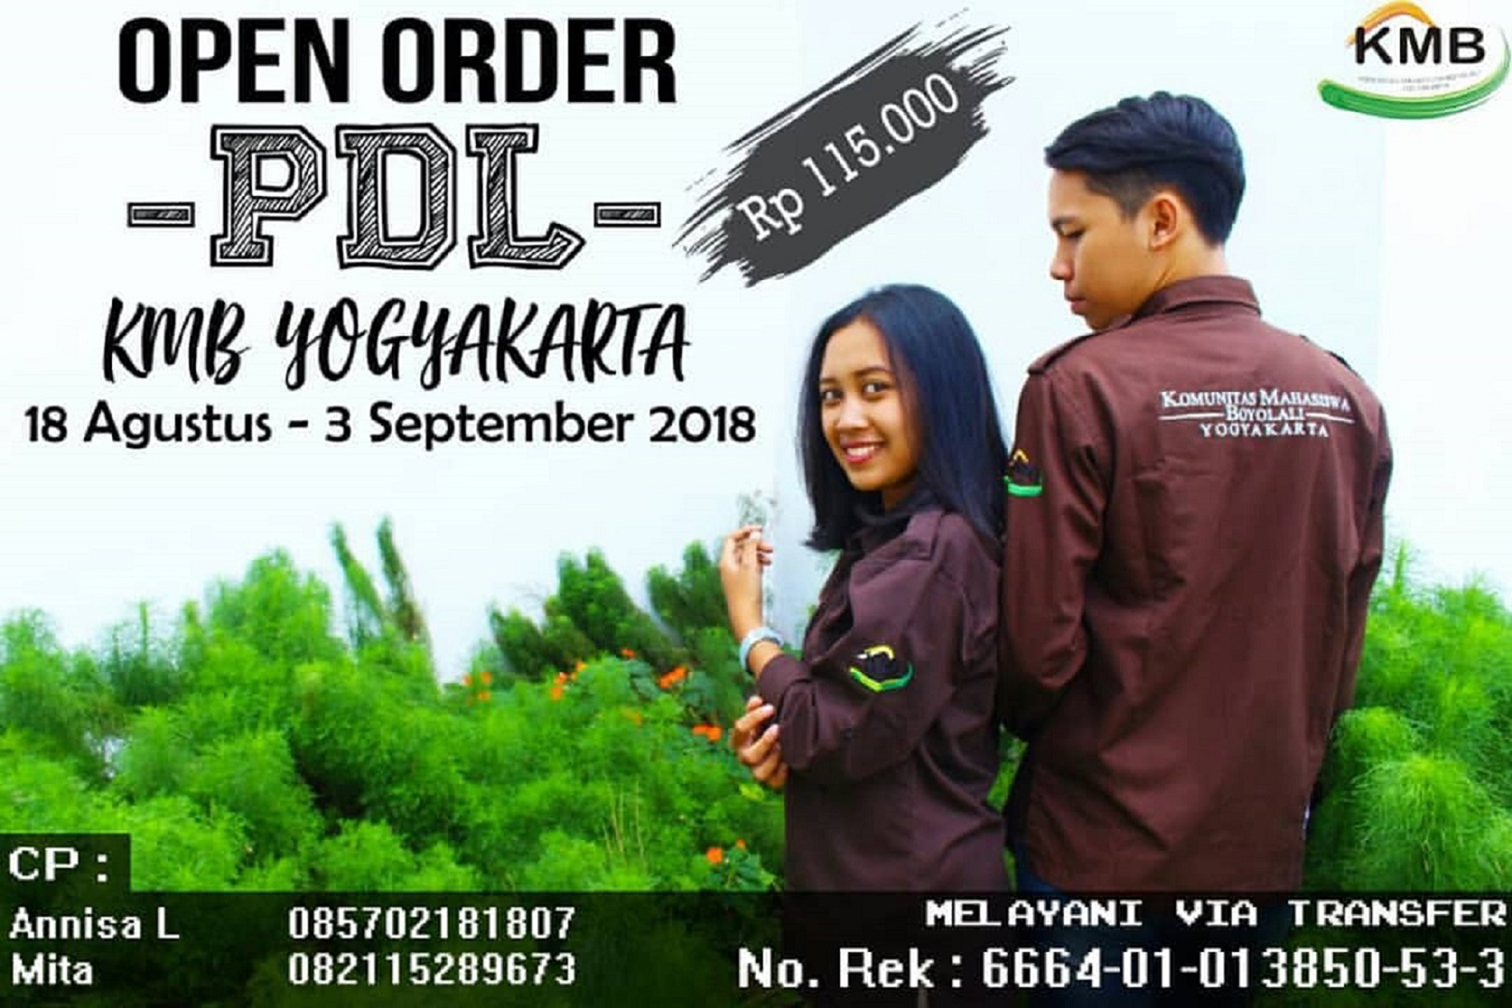 OPEN ORDER
-PDL-
KMB YOGYAKARTA
18 Agustus - 3 September 2018
Rp 115.000
KMB
KOMUNITAS MAHASISWA
BOYOLALI
YOGYAKARTA
CP :
Annisa L 085702181807
Mita 082115289673
MELAYANI VIA TRANSFER
No. Rek : 6664-01-013850-53-3